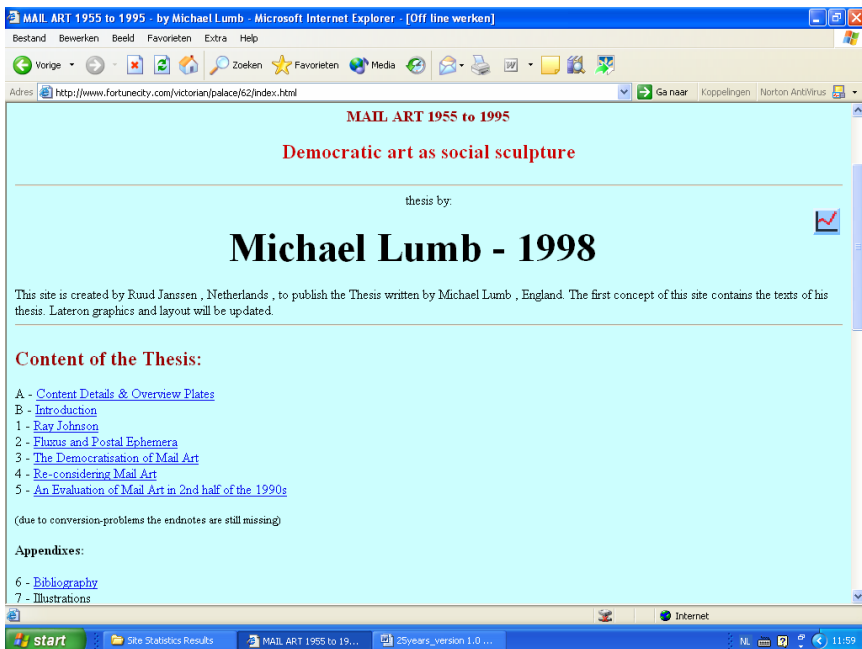 MAIL ART 1955 to 1995 - by Michael Lumb - Microsoft Internet Explorer - [Off line werken]
Bestand Bewerken Beeld Favorieten Extra Help
Vorige Zoeken Favorieten Media
Adres http://www.fortunecity.com/victorian/palace/62/index.html Ga naar Koppelingen Norton AntiVirus
MAIL ART 1955 to 1995
Democratic art as social sculpture
thesis by:
Michael Lumb - 1998
This site is created by Ruud Janssen , Netherlands , to publish the Thesis written by Michael Lumb , England. The first concept of this site contains the texts of his
thesis. Lateron graphics and layout will be updated.
Content of the Thesis:
A - Content Details & Overview Plates
B - Introduction
1 - Ray Johnson
2 - Fluxus and Postal Ephemera
3 - The Democratisation of Mail Art
4 - Re-considering Mail Art
5 - An Evaluation of Mail Art in 2nd half of the 1990s
(due to conversion-problems the endnotes are still missing)
Appendixes:
6 - Bibliography
7 - Illustrations
Internet
start Site Statistics Results MAIL ART 1955 to 19... 25years_version 1.0 ... NL 11:59